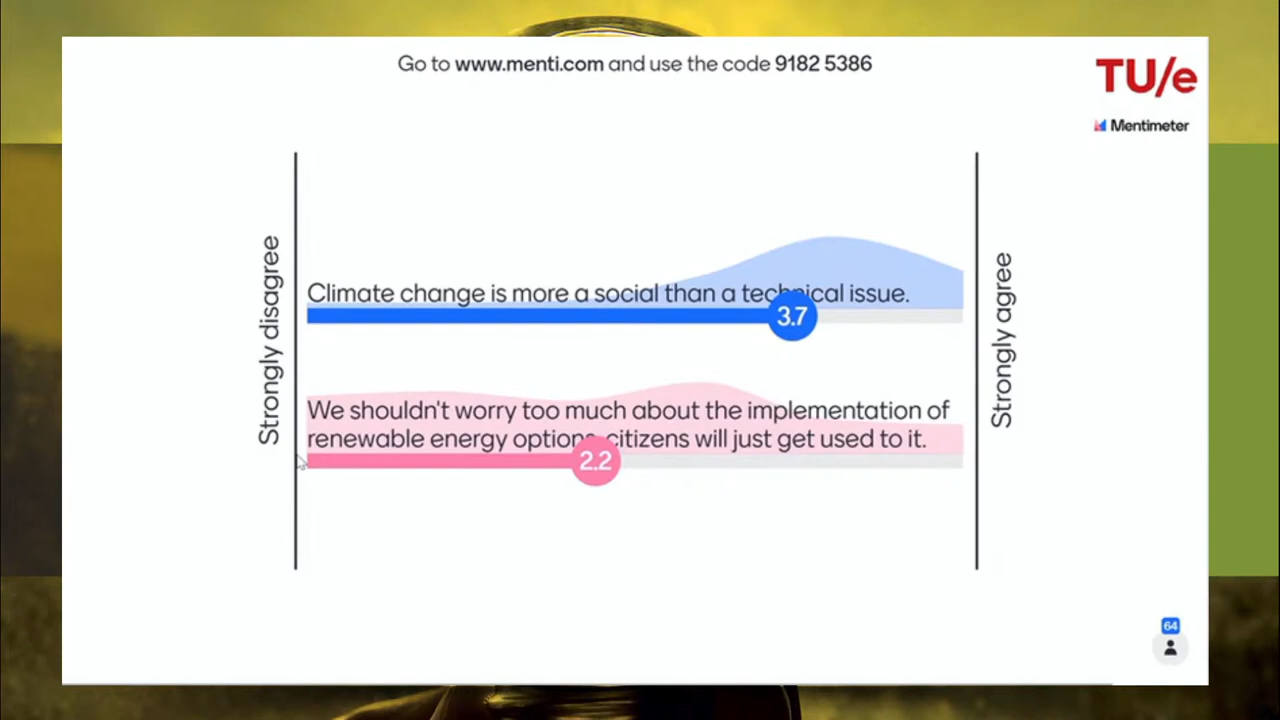 Go to www.menti.com and use the code 9182 5386
TU/e
Mentimeter
Strongly disagree
Climate change is more a social than a technical issue.
3.7
We shouldn't worry too much about the implementation of
renewable energy options, citizens will just get used to it.
2.2
Strongly agree
64